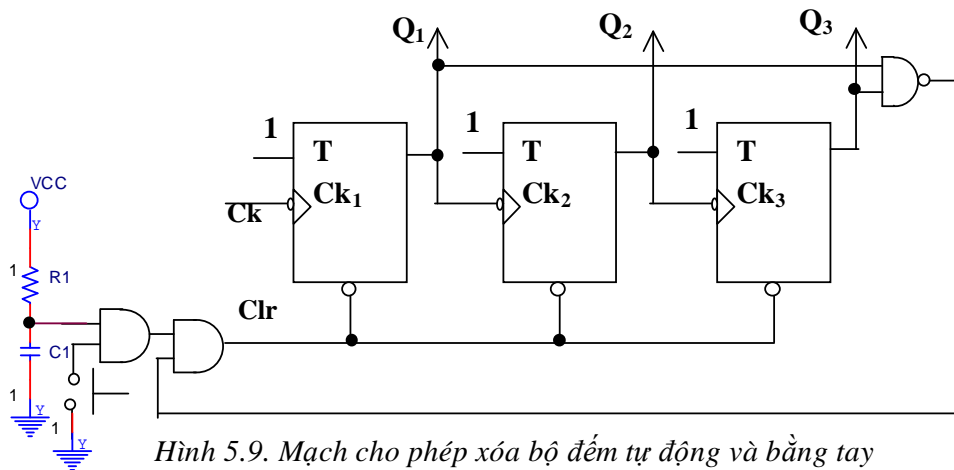 Q1 Q2 Q3
1 1 1
T T T
Ck Ck1 Ck2 Ck3
VCC
Y
1 R1
Clr
C1
1 Y 1
Y
Hình 5.9. Mạch cho phép xóa bộ đếm tự động và bằng tay